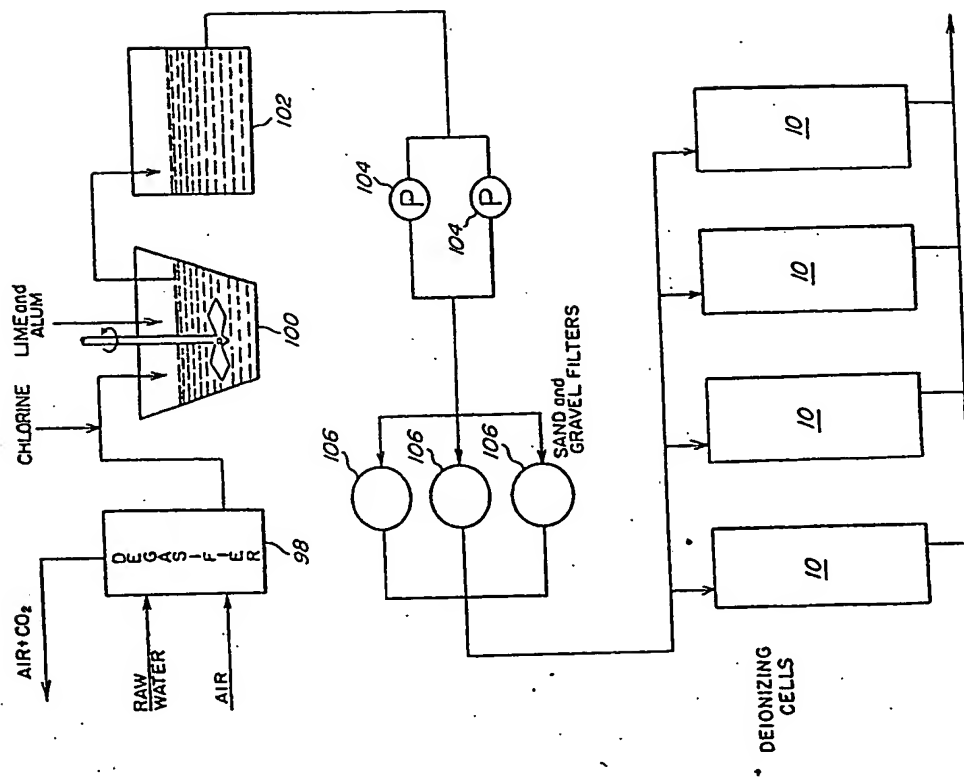 CHLORINE
LIME and
ALUM
AIR+CO₂
DEGASIFIER
98
RAW
WATER
AIR
100
102
104
P
P
104
106
106
106
SAND and
GRAVEL FILTERS
DEIONIZING
CELLS
10
10
10
10